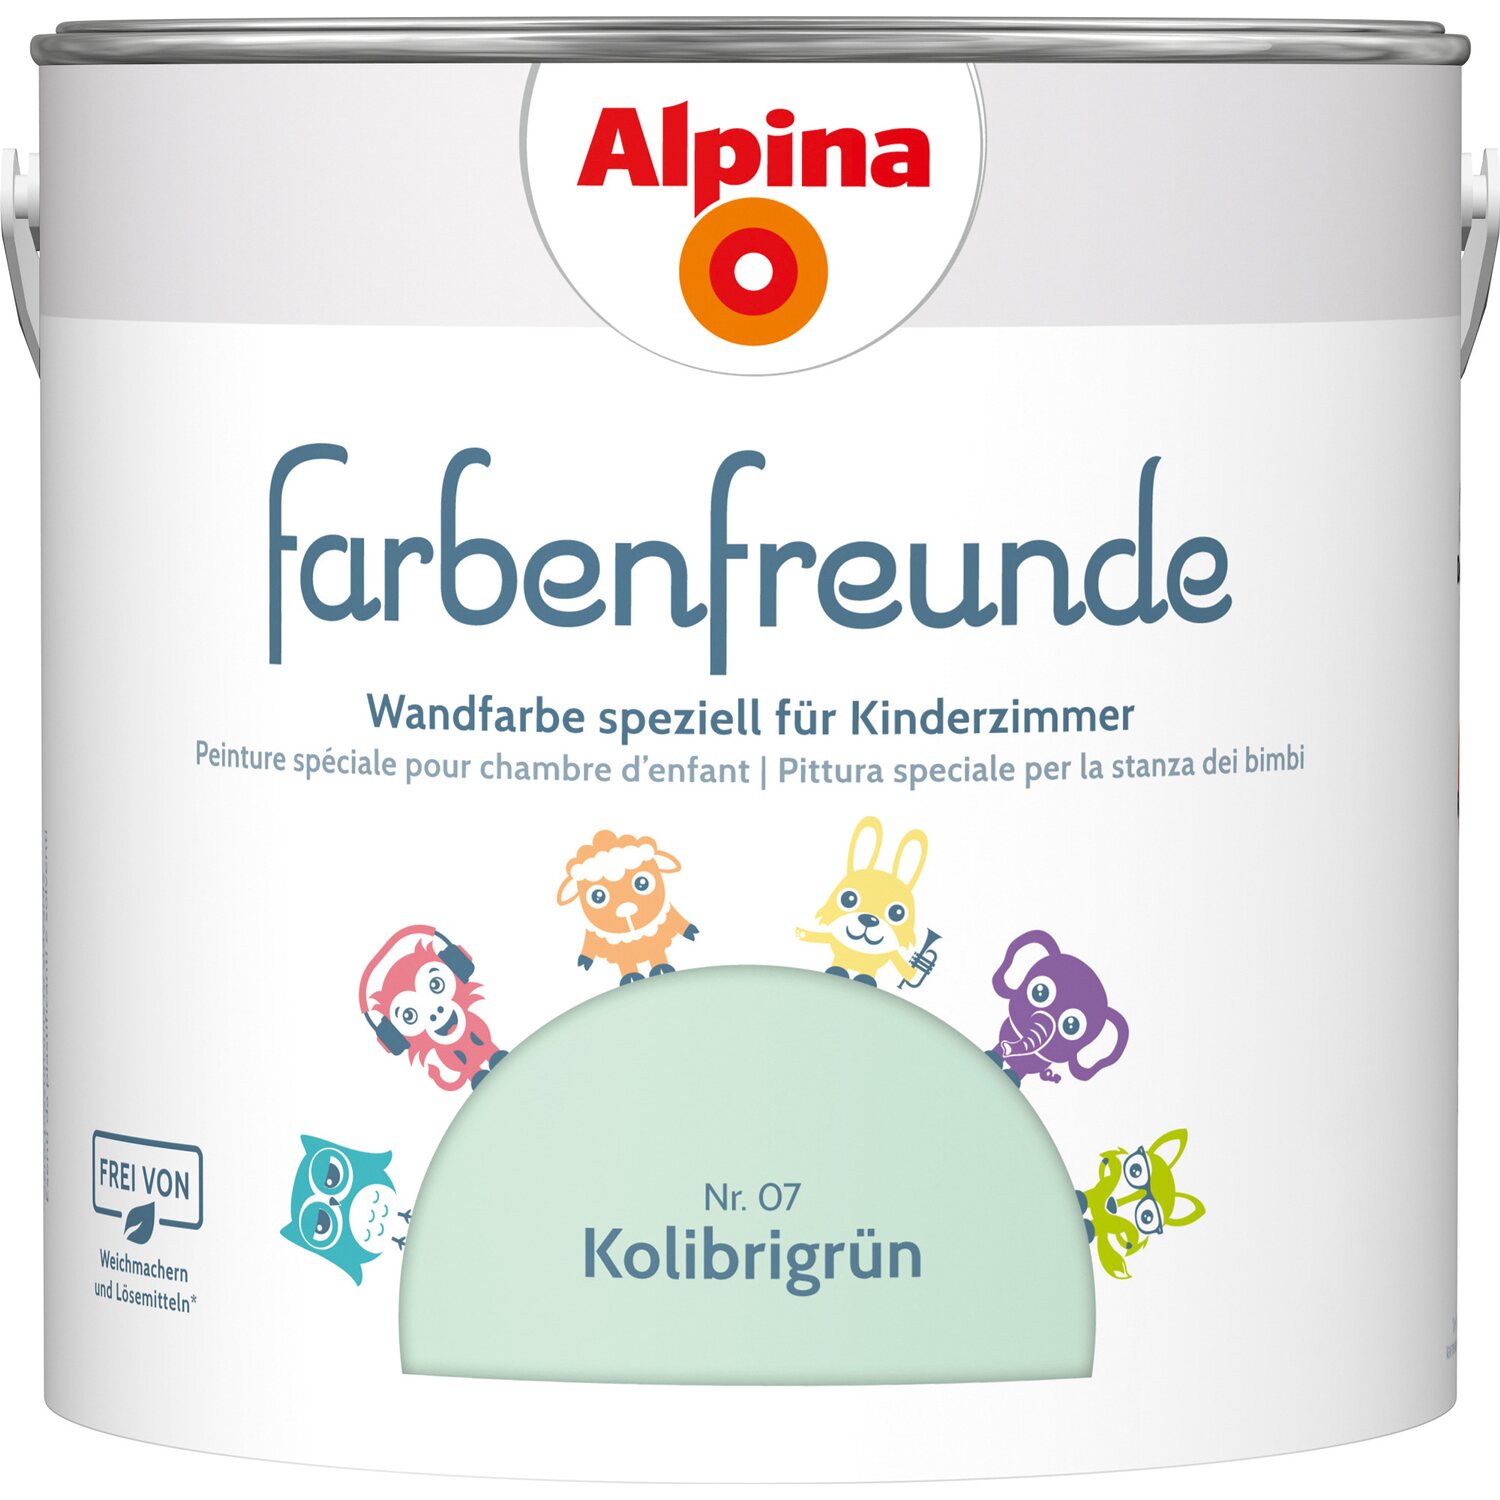 Alpina
farbenfreunde
Wandfarbe speziell für Kinderzimmer
Peinture spéciale pour chambre d'enfant | Pittura speciale per la stanza dei bimbi
FREI VON
Weichmachern
und Lösemitteln*
Nr. 07
Kolibrigrün